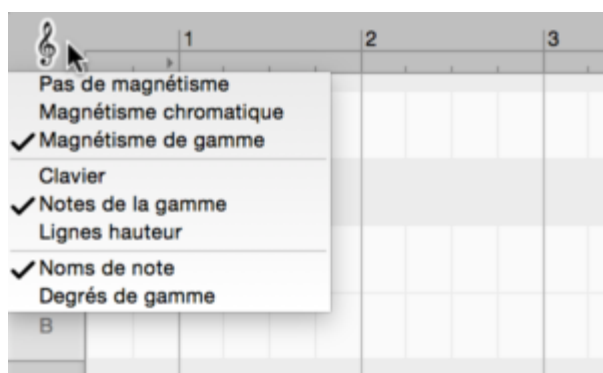 1 2 3
Pas de magnétisme
Magnétisme chromatique
Magnétisme de gamme
Clavier
Notes de la gamme
Lignes hauteur
Noms de note
Degrés de gamme
B